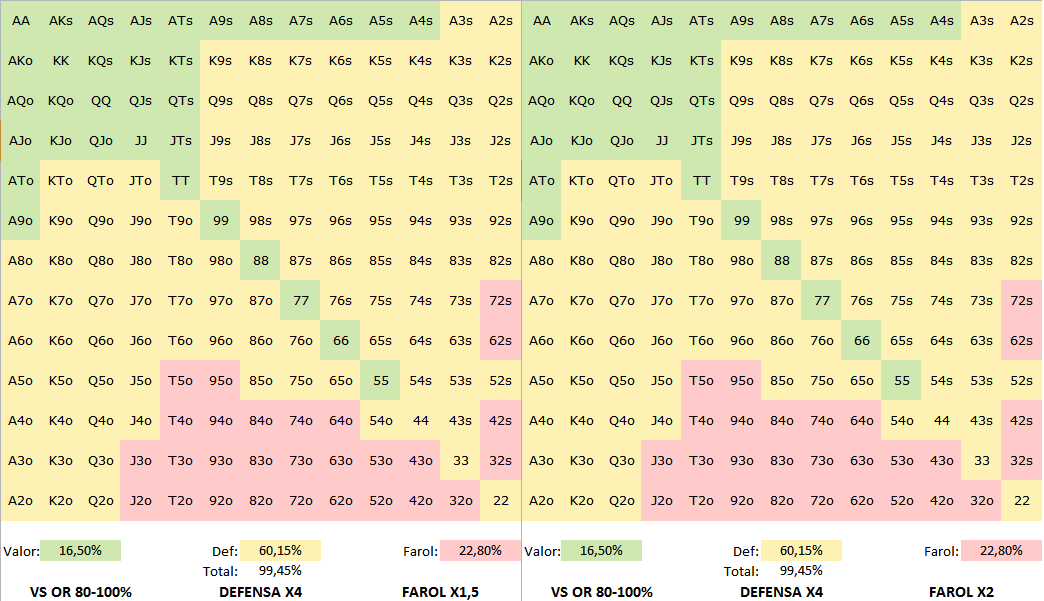 AA AKs AQs AJs ATs A9s A8s A7s A6s A5s A4s A3s A2s AA AKs AQs AJs ATs A9s A8s A7s A6s A5s A4s A3s A2s
AKo KK KQs KJs KTs K9s K8s K7s K6s K5s K4s K3s K2s AKo KK KQs KJs KTs K9s K8s K7s K6s K5s K4s K3s K2s
AQo KQo QQ QJs QTs Q9s Q8s Q7s Q6s Q5s Q4s Q3s Q2s AQo KQo QQ QJs QTs Q9s Q8s Q7s Q6s Q5s Q4s Q3s Q2s
AJo KJo QJo JJ JTs J9s J8s J7s J6s J5s J4s J3s J2s AJo KJo QJo JJ JTs J9s J8s J7s J6s J5s J4s J3s J2s
ATo KTo QTo JTo TT T9s T8s T7s T6s T5s T4s T3s T2s ATo KTo QTo JTo TT T9s T8s T7s T6s T5s T4s T3s T2s
A9o K9o Q9o J9o T9o 99 98s 97s 96s 95s 94s 93s 92s A9o K9o Q9o J9o T9o 99 98s 97s 96s 95s 94s 93s 92s
A8o K8o Q8o J8o T8o 98o 88 87s 86s 85s 84s 83s 82s A8o K8o Q8o J8o T8o 98o 88 87s 86s 85s 84s 83s 82s
A7o K7o Q7o J7o T7o 97o 87o 77 76s 75s 74s 73s 72s A7o K7o Q7o J7o T7o 97o 87o 77 76s 75s 74s 73s 72s
A6o K6o Q6o J6o T6o 96o 86o 76o 66 65s 64s 63s 62s A6o K6o Q6o J6o T6o 96o 86o 76o 66 65s 64s 63s 62s
A5o K5o Q5o J5o T5o 95o 85o 75o 65o 55 54s 53s 52s A5o K5o Q5o J5o T5o 95o 85o 75o 65o 55 54s 53s 52s
A4o K4o Q4o J4o T4o 94o 84o 74o 64o 54o 44 43s 42s A4o K4o Q4o J4o T4o 94o 84o 74o 64o 54o 44 43s 42s
A3o K3o Q3o J3o T3o 93o 83o 73o 63o 53o 43o 33 32s A3o K3o Q3o J3o T3o 93o 83o 73o 63o 53o 43o 33 32s
A2o K2o Q2o J2o T2o 92o 82o 72o 62o 52o 42o 32o 22 A2o K2o Q2o J2o T2o 92o 82o 72o 62o 52o 42o 32o 22
Valor: 16,50% Def: 60,15% Farol: 22,80% Valor: 16,50% Def: 60,15% Farol: 22,80%
Total: 99,45% Total: 99,45%
VS OR 80-100% DEFENSA X4 FAROL X1,5 VS OR 80-100% DEFENSA X4 FAROL X2